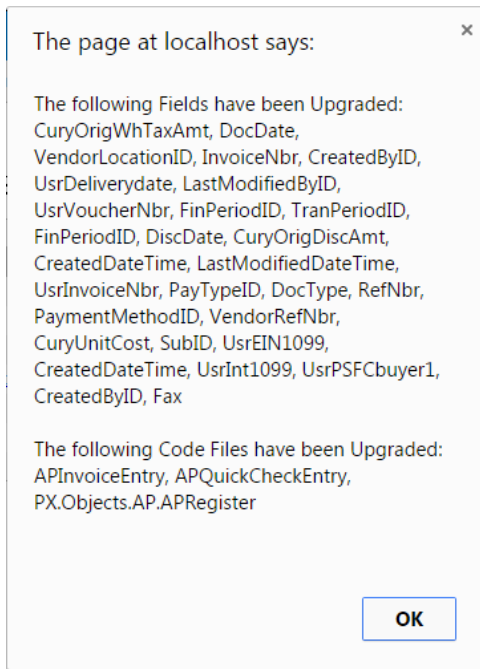 The page at localhost says:
×
The following Fields have been Upgraded:
CuryOrigWhTaxAmt, DocDate,
VendorLocationID, InvoiceNbr, CreatedByID,
UsrDeliverydate, LastModifiedByID,
UsrVoucherNbr, FinPeriodID, TranPeriodID,
FinPeriodID, DiscDate, CuryOrigDiscAmt,
CreatedDateTime, LastModifiedDateTime,
UsrInvoiceNbr, PayTypeID, DocType, RefNbr,
PaymentMethodID, VendorRefNbr,
CuryUnitCost, SubID, UsrEIN1099,
CreatedDateTime, UsrInt1099, UsrPSFCbuyer1,
CreatedByID, Fax
The following Code Files have been Upgraded:
APInvoiceEntry, APQuickCheckEntry,
PX.Objects.AP.APRegister
OK